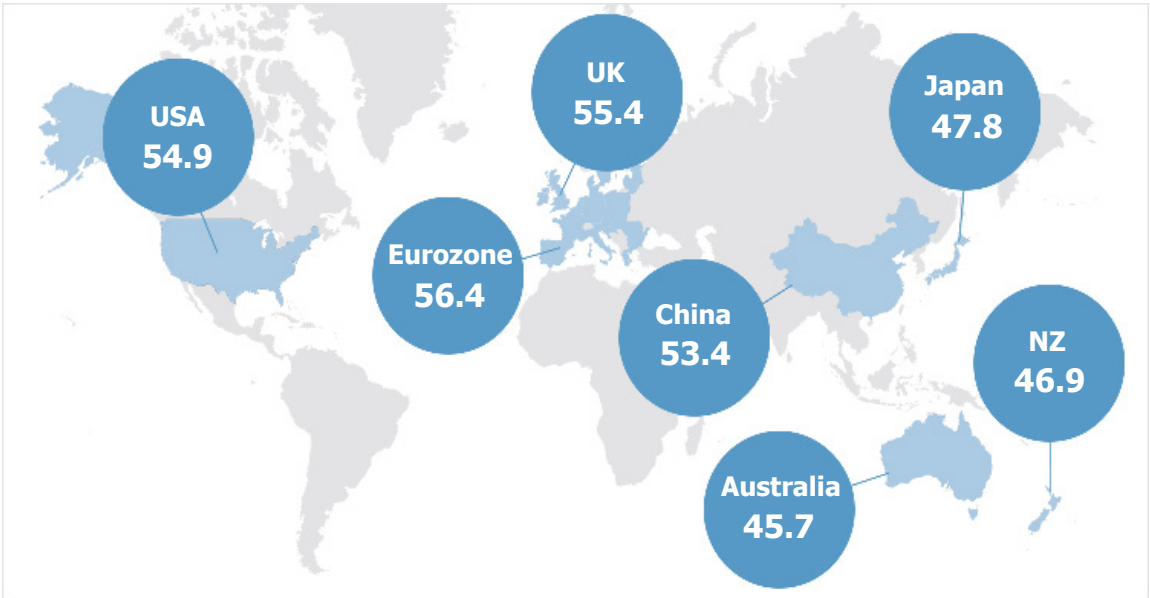 USA
54.9
UK
55.4
Japan
47.8
Eurozone
56.4
China
53.4
NZ
46.9
Australia
45.7